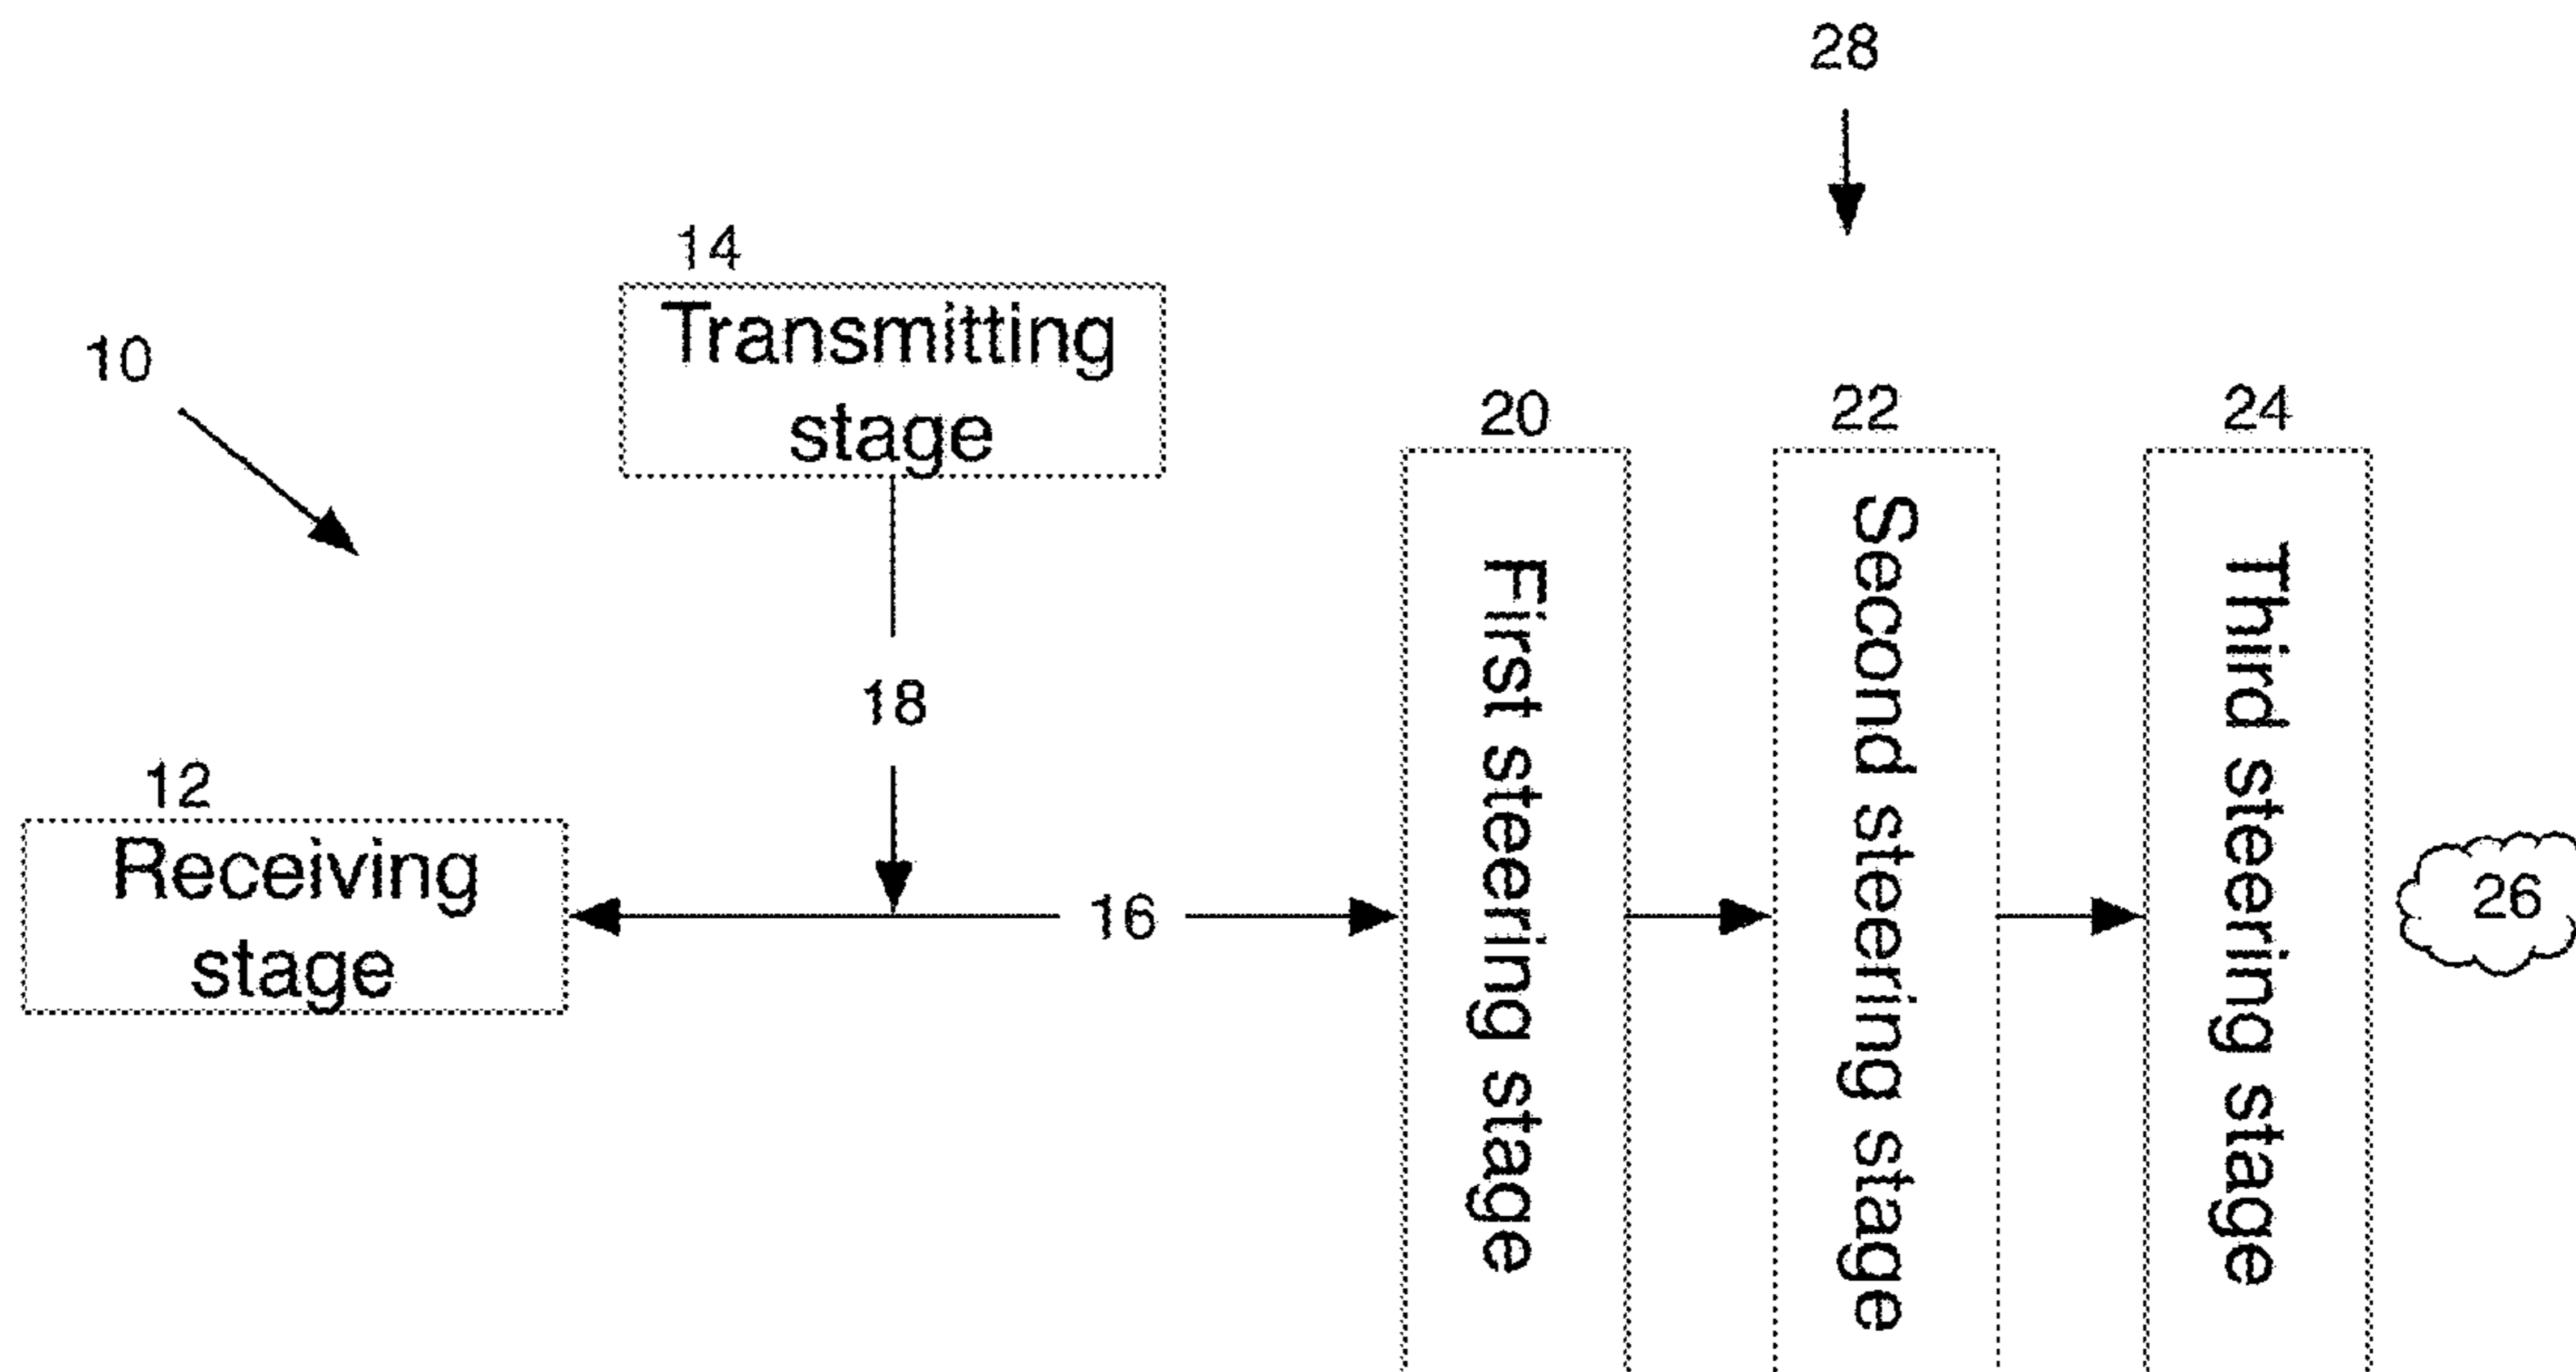 28
14
Transmitting
stage
10
20
22
24
First steering stage
Second steering stage
Third steering stage
18
12
Receiving
stage
16
26